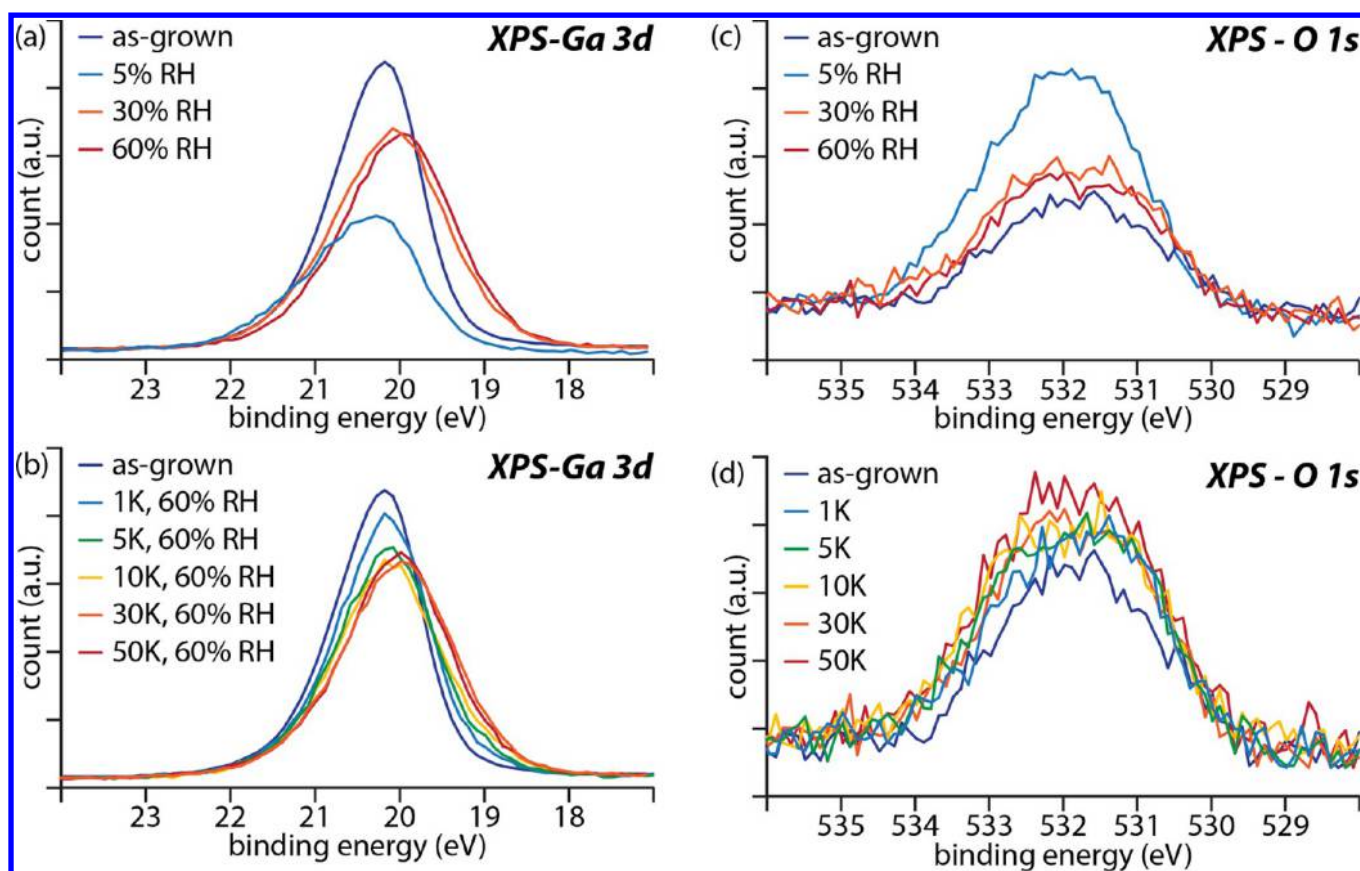 (a)
XPS-Ga 3d
as-grown
5% RH
30% RH
60% RH
count (a.u.)
23 22 21 20 19 18
binding energy (eV)
(c)
XPS - O 1s
as-grown
5% RH
30% RH
60% RH
count (a.u.)
535 534 533 532 531 530 529
binding energy (eV)
(b)
XPS-Ga 3d
as-grown
1K, 60% RH
5K, 60% RH
10K, 60% RH
30K, 60% RH
50K, 60% RH
count (a.u.)
23 22 21 20 19 18
binding energy (eV)
(d)
XPS - O 1s
as-grown
1K
5K
10K
30K
50K
count (a.u.)
535 534 533 532 531 530 529
binding energy (eV)